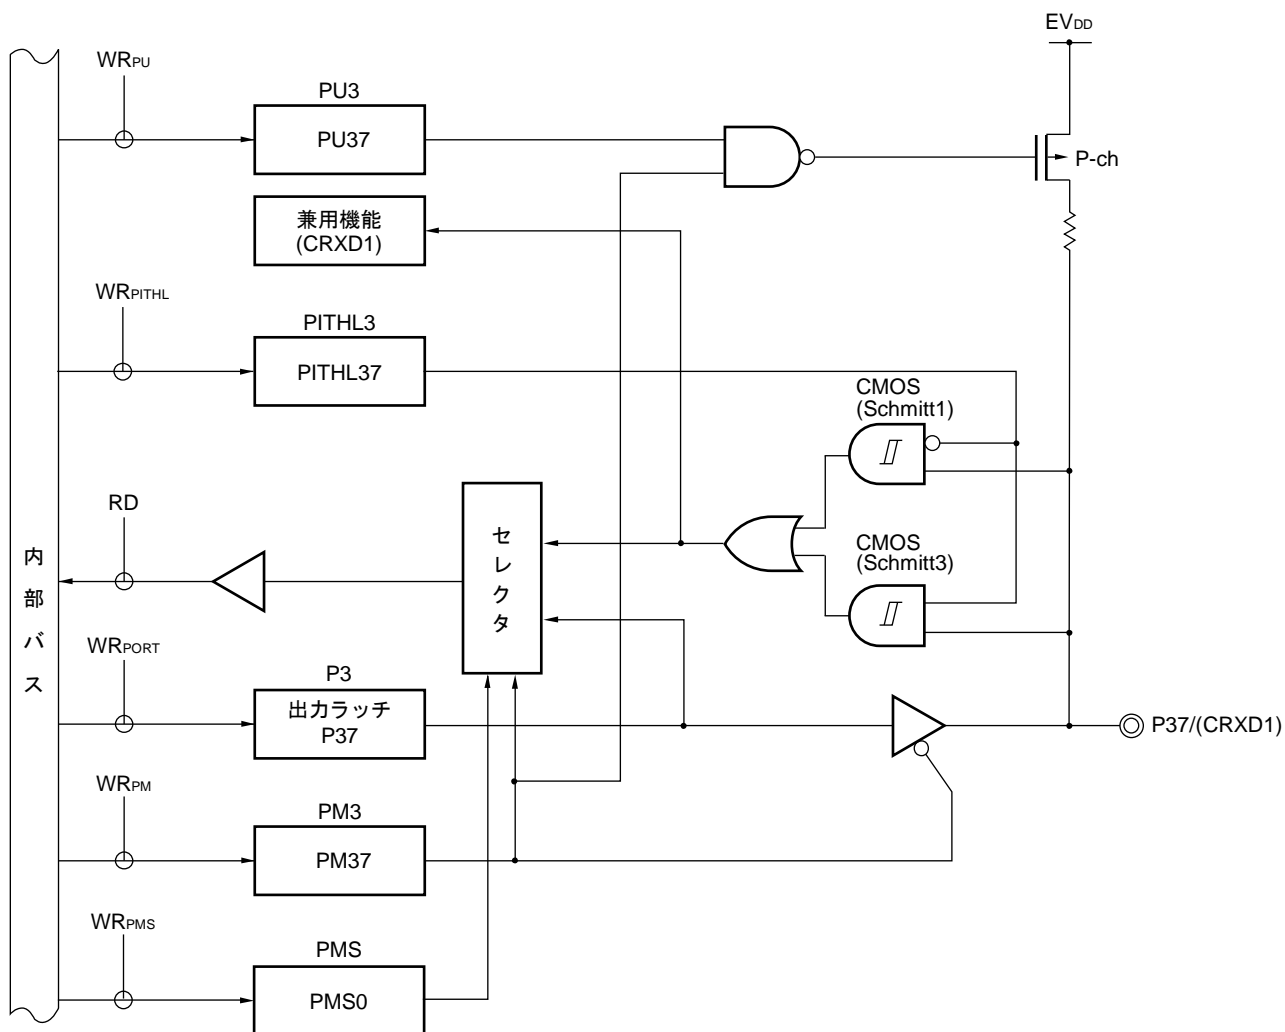 EVDD
WRPU
PU3
PU37
P-ch
兼用機能
(CRXD1)
WRPITHL
PITHL3
PITHL37
CMOS
(Schmitt1)
RD
セレクタ
CMOS
(Schmitt3)
内部バス
WRPORT
P3
出力ラッチ
P37
P37/(CRXD1)
WRPM
PM3
PM37
WRPMS
PMS
PMS0